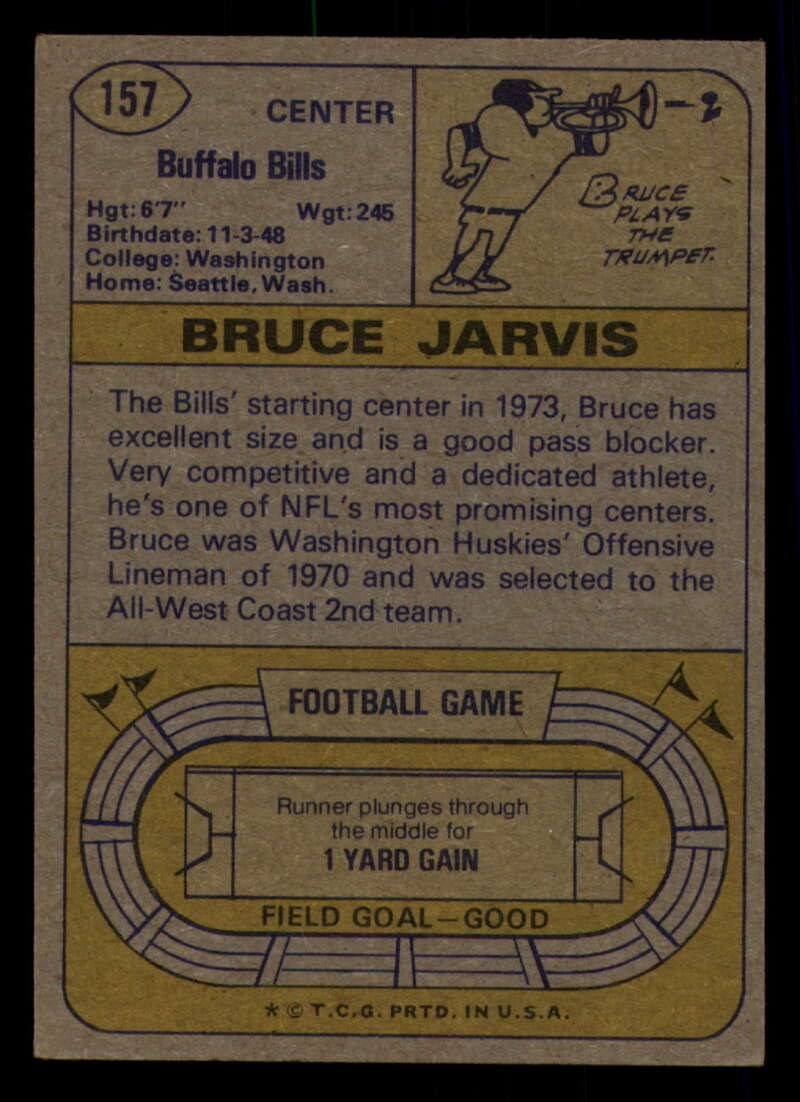 157
CENTER
Buffalo Bills
Hgt: 6'7" Wgt: 245
Birthdate: 11-3-48
College: Washington
Home: Seattle, Wash.
BRUCE
PLAYS
THE
TRUMPET.
BRUCE JARVIS
The Bills' starting center in 1973, Bruce has
excellent size and is a good pass blocker.
Very competitive and a dedicated athlete,
he's one of NFL's most promising centers.
Bruce was Washington Huskies' Offensive
Lineman of 1970 and was selected to the
All-West Coast 2nd team.
FOOTBALL GAME
Runner plunges through
the middle for
1 YARD GAIN
FIELD GOAL—GOOD
* © T.C.G. PRTD. IN U.S.A.